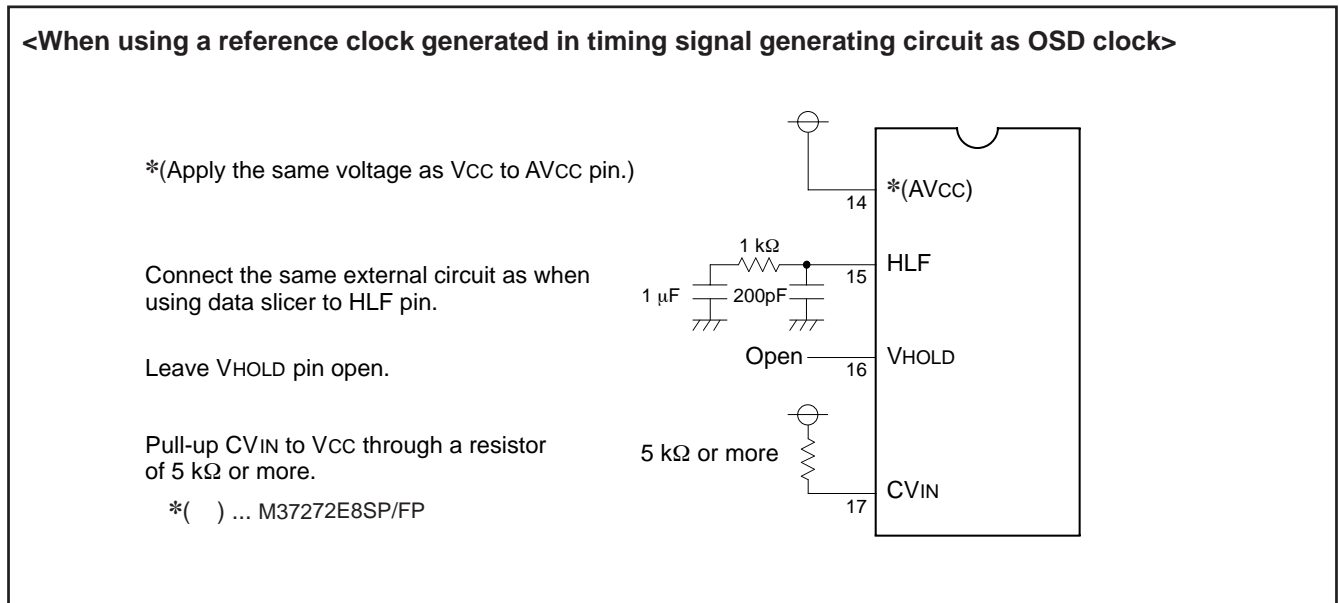 <When using a reference clock generated in timing signal generating circuit as OSD clock>
*(Apply the same voltage as VCC to AVCC pin.)
14
*(AVCC)
1 kΩ
Connect the same external circuit as when
using data slicer to HLF pin.
1 μF
200pF
15
HLF
Leave VHOLD pin open.
Open
16
VHOLD
Pull-up CVIN to VCC through a resistor
of 5 kΩ or more.
5 kΩ or more
17
CVIN
*( ) ... M37272E8SP/FP